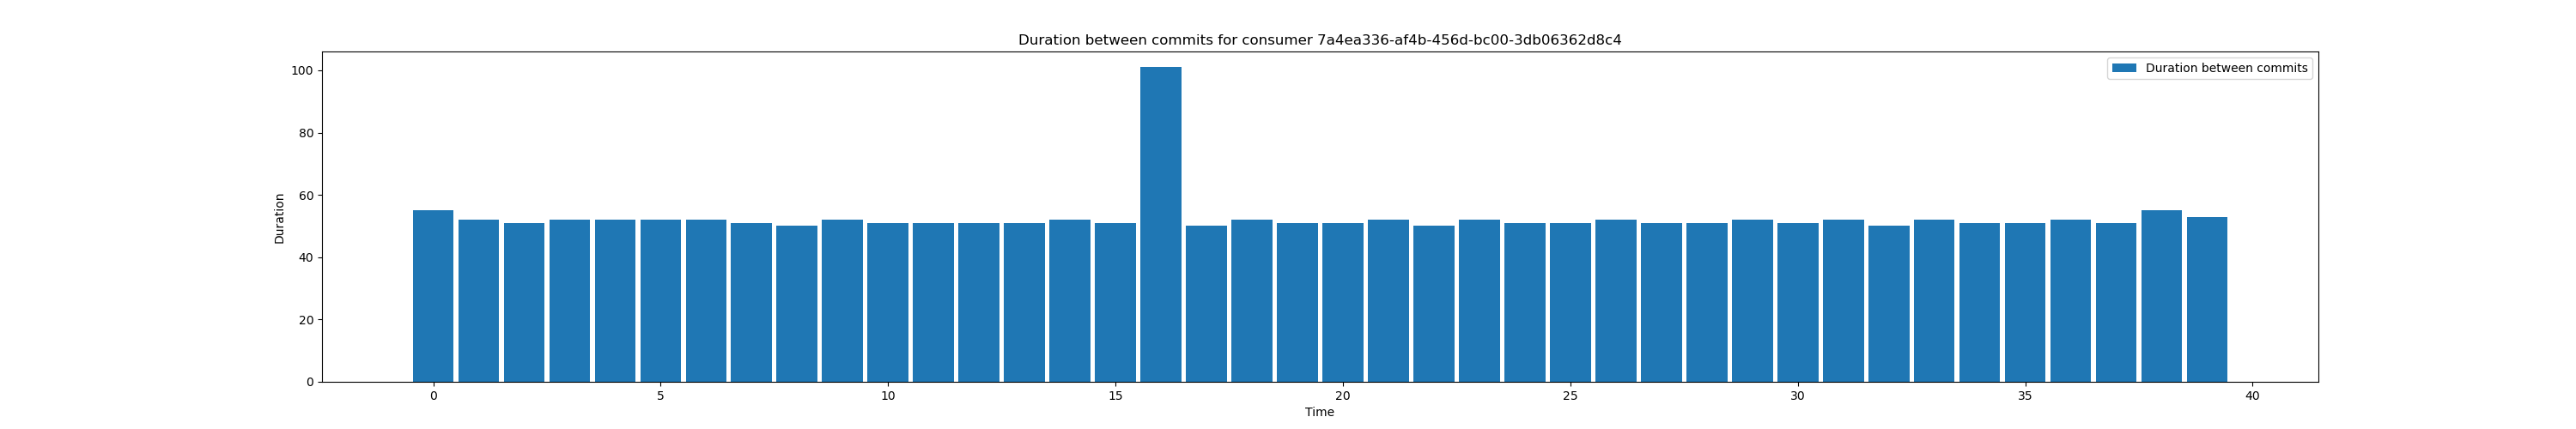 Duration between commits for consumer 7a4ea336-af4b-456d-bc00-3db06362d8c4
Duration between commits
100
80
60
40
20
0
Duration
0 5 10 15 20 25 30 35 40
Time